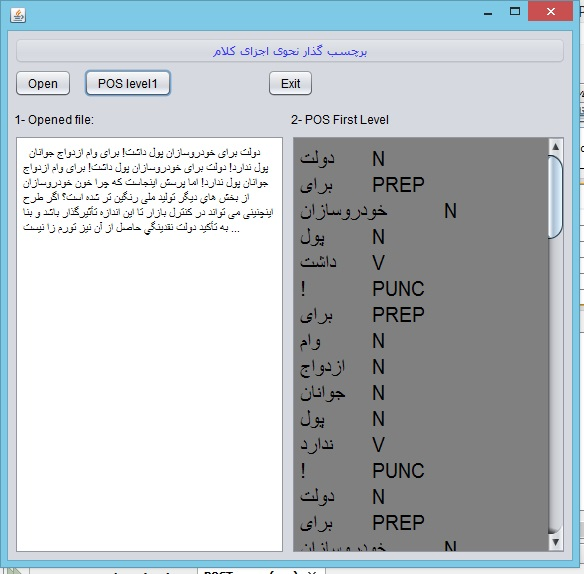 برچسب گذار نحوی اجزای کلام
Open POS level1 Exit
1- Opened file: 2- POS First Level
دولت برای خودروسازان پول داشت! برای وام ازدواج جوانان
پول ندارد! دولت برای خودروسازان پول داشت! برای وام ازدواج
جوانان پول ندارد! اما پرسش اینجاست که چرا خون خودروسازان
از بخش های دیگر تولید ملی رنگین تر شده است؟ اگر طرح
اینچنینی می تواند در کنترل بازار تا این اندازه تأثیرگذار باشد و بنا
به تأکید دولت نقدینگي حاصل از آن نیز تورم زا نیست ...
دولت N
برای PREP
خودروسازان N
پول N
داشت V
! PUNC
برای PREP
وام N
ازدواج N
جوانان N
پول N
ندارد V
! PUNC
دولت N
برای PREP
خودروسازان N